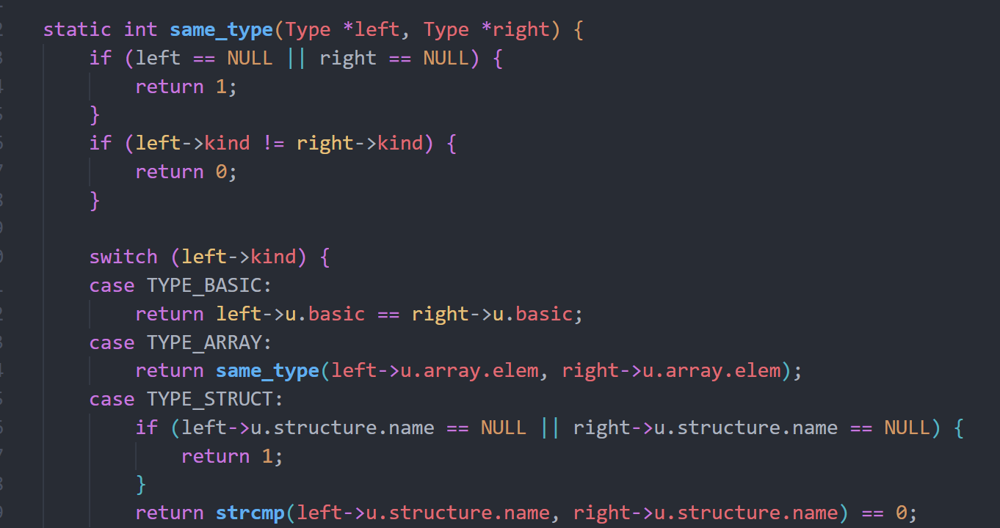 static int same_type(Type *left, Type *right) {
    if (left == NULL || right == NULL) {
        return 1;
    }
    if (left->kind != right->kind) {
        return 0;
    }

    switch (left->kind) {
    case TYPE_BASIC:
        return left->u.basic == right->u.basic;
    case TYPE_ARRAY:
        return same_type(left->u.array.elem, right->u.array.elem);
    case TYPE_STRUCT:
        if (left->u.structure.name == NULL || right->u.structure.name == NULL) {
            return 1;
        }
        return strcmp(left->u.structure.name, right->u.structure.name) == 0;